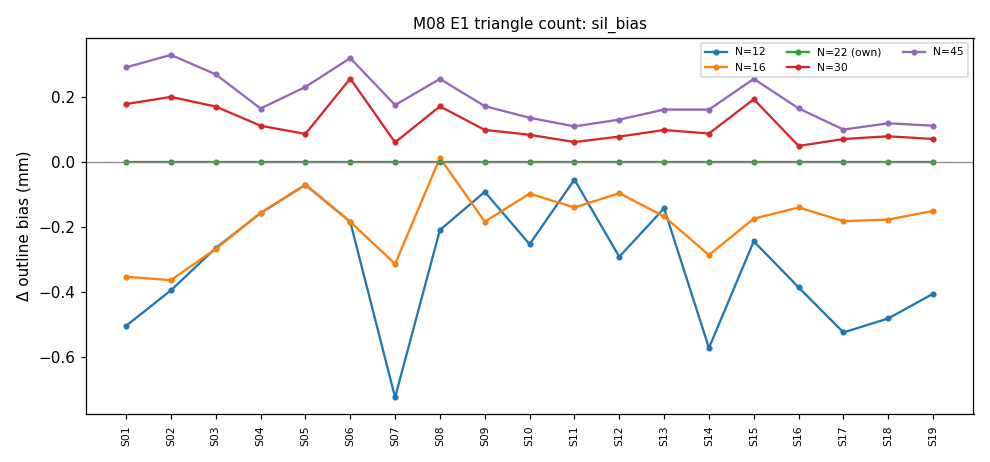 M08 E1 triangle count: sil_bias
N=12
N=16
N=22 (own)
N=30
N=45
Δ outline bias (mm)
0.2
0.0
−0.2
−0.4
−0.6
S01
S02
S03
S04
S05
S06
S07
S08
S09
S10
S11
S12
S13
S14
S15
S16
S17
S18
S19